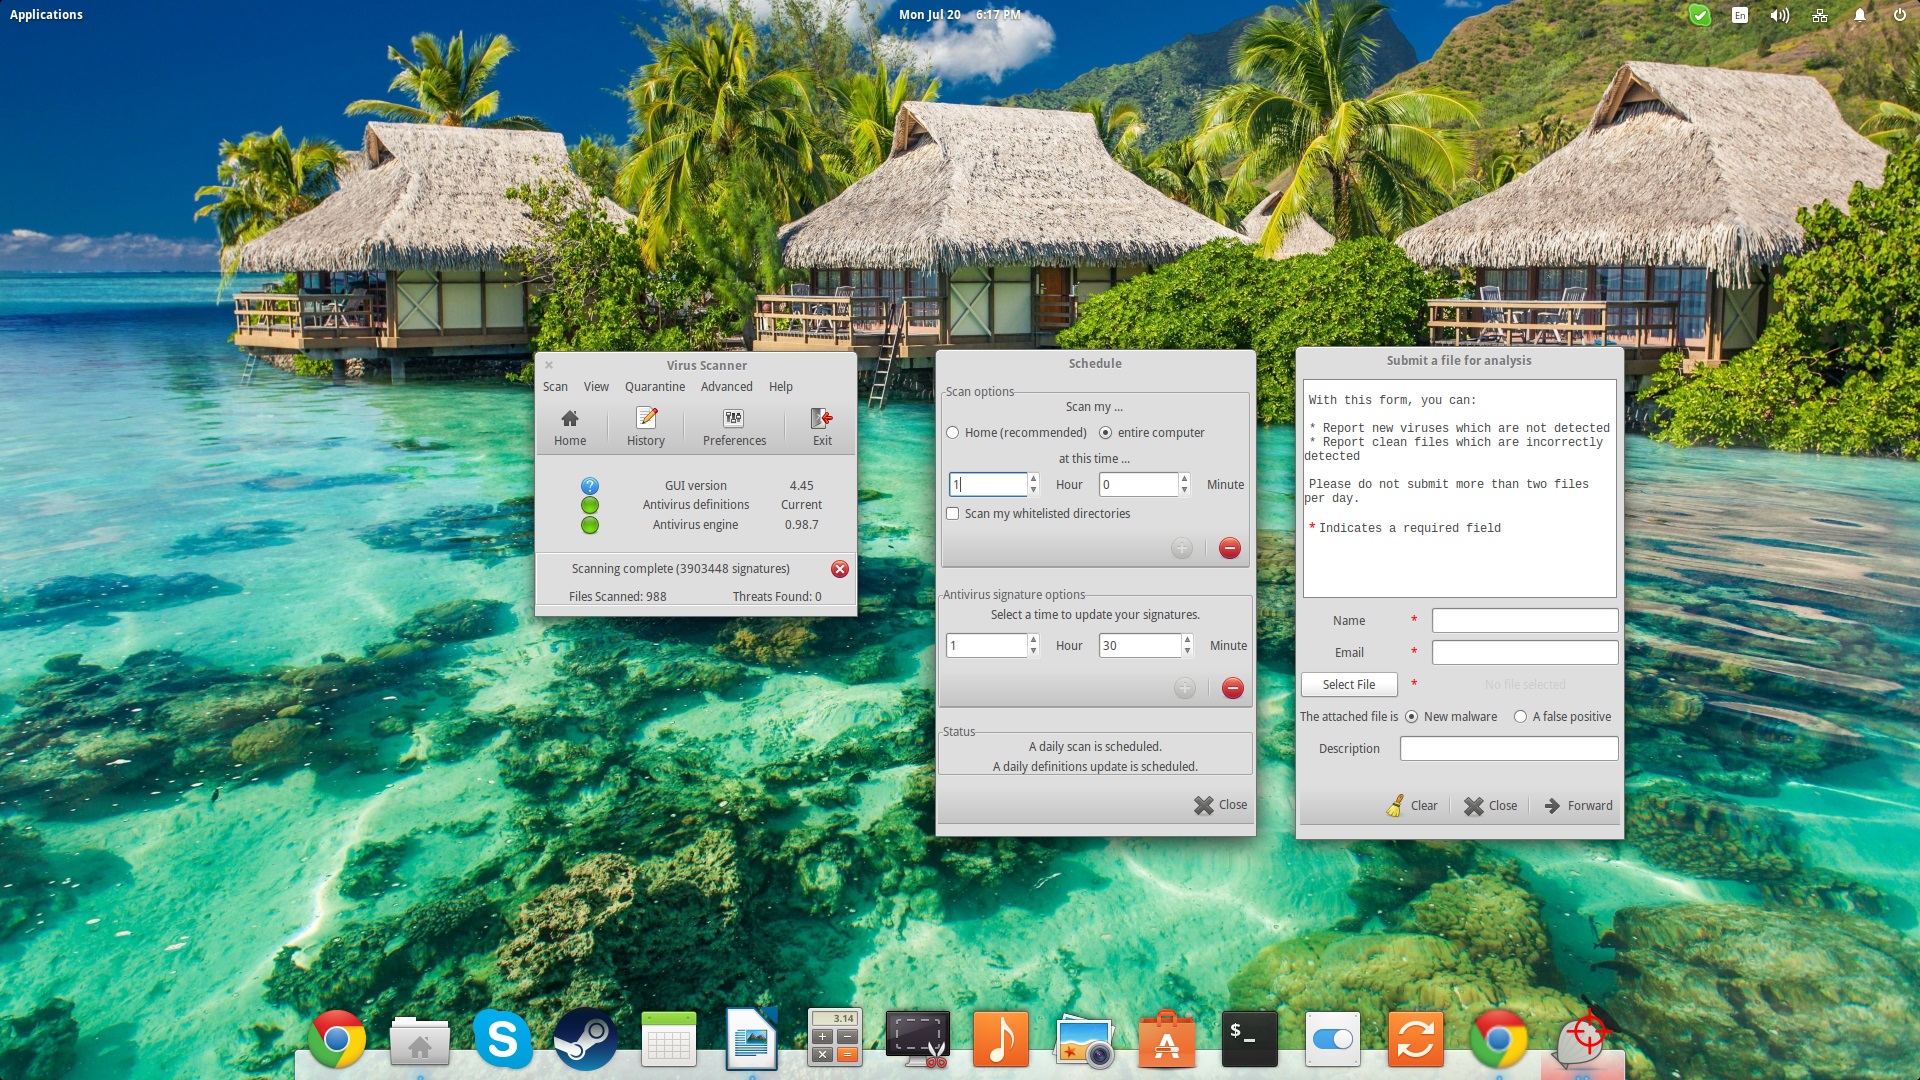 Applications
Mon Jul 20 6:17 PM
En
Virus Scanner
Scan View Quarantine Advanced Help
Home History Preferences Exit
GUI version 4.45
Antivirus definitions Current
Antivirus engine 0.98.7
Scanning complete (3903448 signatures)
Files Scanned: 988 Threats Found: 0
Schedule
Scan options
Scan my ...
Home (recommended) entire computer
at this time ...
1 Hour 0 Minute
Scan my whitelisted directories
Antivirus signature options
Select a time to update your signatures.
1 Hour 30 Minute
Status
A daily scan is scheduled.
A daily definitions update is scheduled.
Close
Submit a file for analysis
With this form, you can:
* Report new viruses which are not detected
* Report clean files which are incorrectly
detected
Please do not submit more than two files
per day.
* Indicates a required field
Name *
Email *
Select File * No file selected
The attached file is New malware A false positive
Description
Clear Close Forward
S
3.14
$_